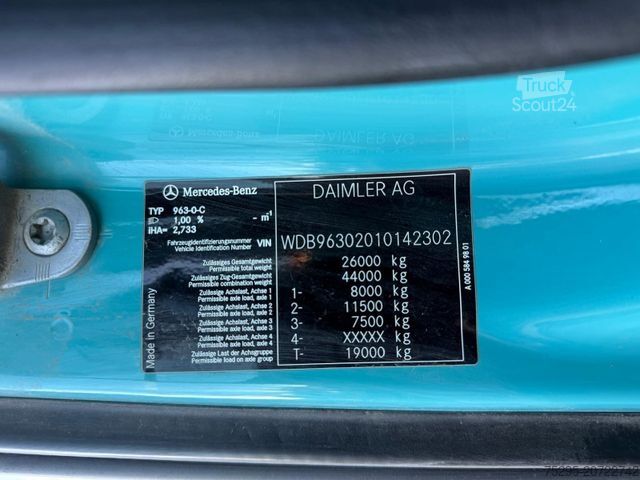 Truck
Scout24
Mercedes-Benz
DAIMLER AG
TYP 963-0-C
1,00 % - m¹
iHA= 2,733
Fahrzeugidentifizierungsnummer
Vehicle Identification Number
VIN
WDB96302010142302
Zulässiges Gesamtgewicht
Permissible total weight
26000 kg
Zulässiges Zug-Gesamtgewicht
Permissible combination weight
44000 kg
Zulässige Achslast, Achse 1
Permissible axle load, axle 1
1- 8000 kg
Zulässige Achslast, Achse 2
Permissible axle load, axle 2
2- 11500 kg
Zulässige Achslast, Achse 3
Permissible axle load, axle 3
3- 7500 kg
Zulässige Achslast, Achse 4
Permissible axle load, axle 4
4- XXXXX kg
Zulässige Last der Achsgruppe
Permissible load on axle group
T- 19000 kg
Made in Germany
A 000 584 98 01